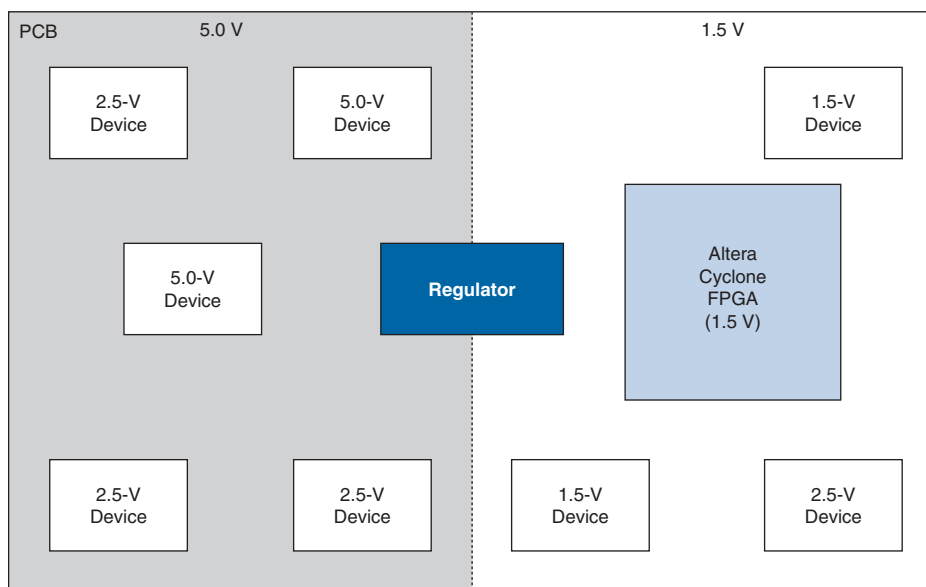 PCB
5.0 V
1.5 V
2.5-V
Device
5.0-V
Device
1.5-V
Device
5.0-V
Device
Regulator
Altera
Cyclone
FPGA
(1.5 V)
2.5-V
Device
2.5-V
Device
1.5-V
Device
2.5-V
Device